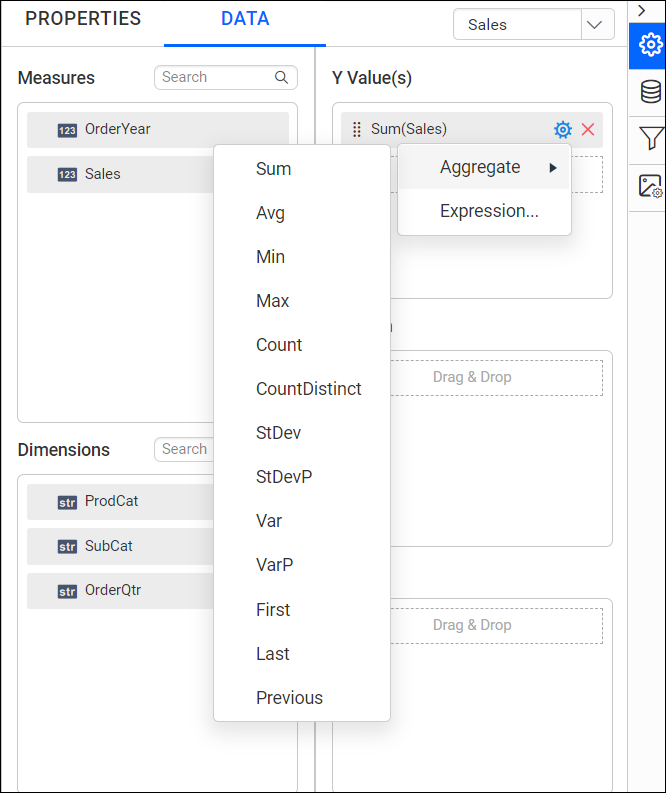 PROPERTIES
DATA
Sales
Measures
Search
123 OrderYear
123 Sales
Y Value(s)
Sum(Sales)
Aggregate
Expression...
Sum
Avg
Min
Max
Count
CountDistinct
StDev
StDevP
Var
VarP
First
Last
Previous
Drag & Drop
Dimensions
Search
str ProdCat
str SubCat
str OrderQtr
Drag & Drop